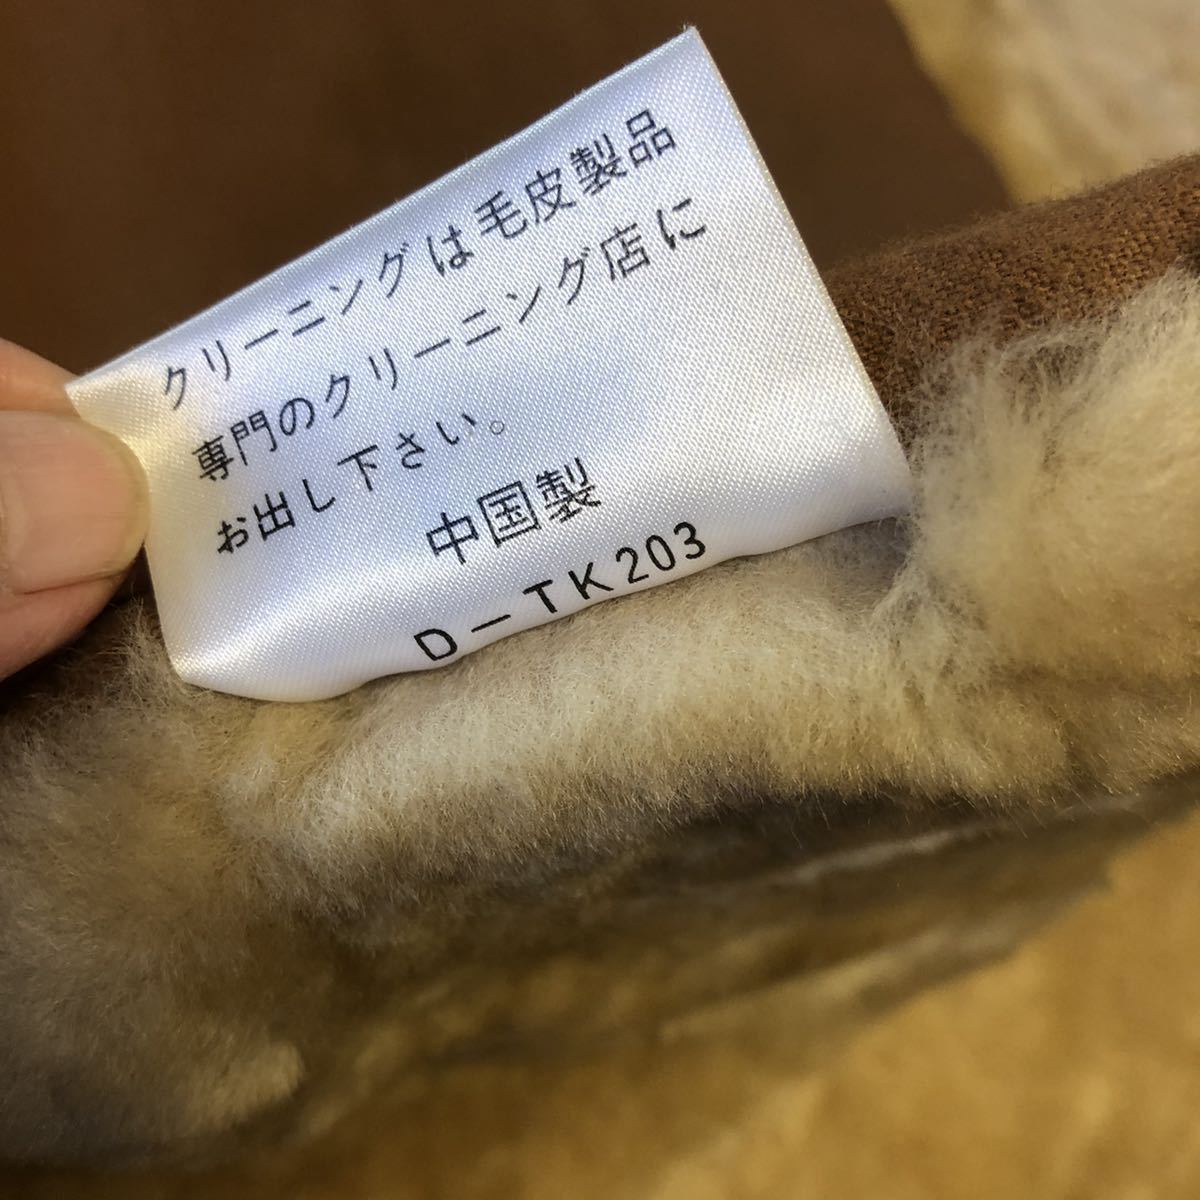 クリーニングは毛皮製品
専門のクリーニング店に
お出し下さい。
中国製
D-TK203